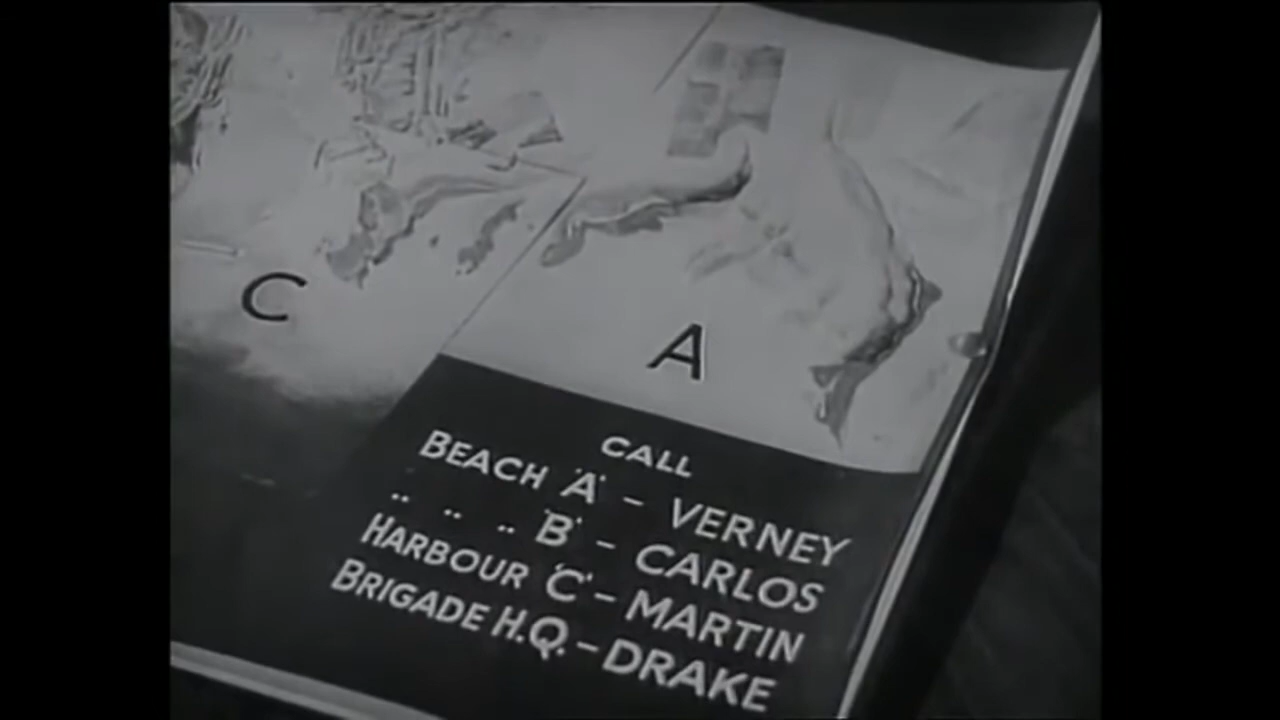 C
A
CALL
BEACH 'A' - VERNEY
" " " 'B' - CARLOS
HARBOUR 'C' - MARTIN
BRIGADE H.Q. - DRAKE